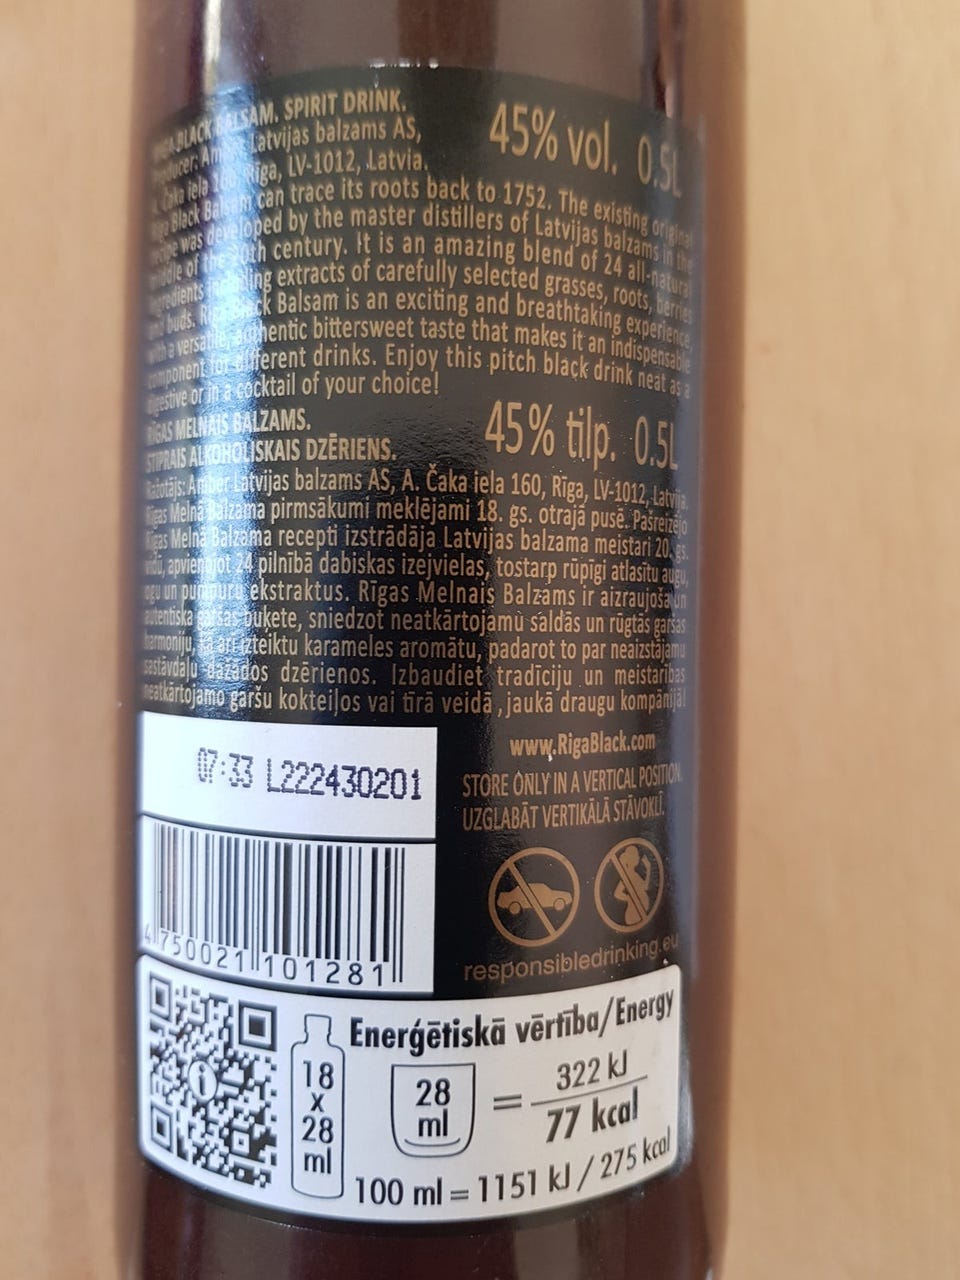 RIGA BLACK BALSAM. SPIRIT DRINK.
45% vol. 0.5L
Producer: Amber Latvijas balzams AS,
A. Čaka iela 160, Rīga, LV-1012, Latvia.
Riga Black Balsam can trace its roots back to 1752. The existing original
recipe was developed by the master distillers of Latvijas balzams in the
middle of the 20th century. It is an amazing blend of 24 all-natural
ingredients including extracts of carefully selected grasses, roots, berries
and buds. Riga Black Balsam is an exciting and breathtaking experience
with a versatile, authentic bittersweet taste that makes it an indispensable
component for different drinks. Enjoy this pitch black drink neat as a
digestive or in a cocktail of your choice!
RĪGAS MELNAIS BALZAMS.
STIPRAIS ALKOHOLISKAIS DZĒRIENS.
45% tilp. 0.5L
Ražotājs: Amber Latvijas balzams AS, A. Čaka iela 160, Rīga, LV-1012, Latvija.
Rīgas Melnā Balzama pirmsākumi meklējami 18. gs. otrajā pusē. Pašreizējo
Rīgas Melnā Balzama recepti izstrādāja Latvijas balzama meistari 20. gs.
vidū, apvienojot 24 pilnībā dabiskas izejvielas, tostarp rūpīgi atlasītu augu,
ogu un pumpuru ekstraktus. Rīgas Melnais Balzams ir aizraujoša un
autentiska garšas bukete, sniedzot neatkārtojamu saldās un rūgtās garšas
harmoniju, kā arī izteiktu karameles aromātu, padarot to par neaizstājamu
sastāvdaļu dažādos dzērienos. Izbaudiet tradīciju un meistarības
neatkārtojamo garšu kokteiļos vai tīrā veidā ,jaukā draugu kompānijā!
www.RigaBlack.com
07:33 L222430201
STORE ONLY IN A VERTICAL POSITION.
UZGLABĀT VERTIKĀLĀ STĀVOKLĪ.
4 750021 101281
responsibledrinking.eu
Enerģētiskā vērtība/Energy
18
x
28
ml
28
ml
= 322 kJ
77 kcal
100 ml = 1151 kJ / 275 kcal